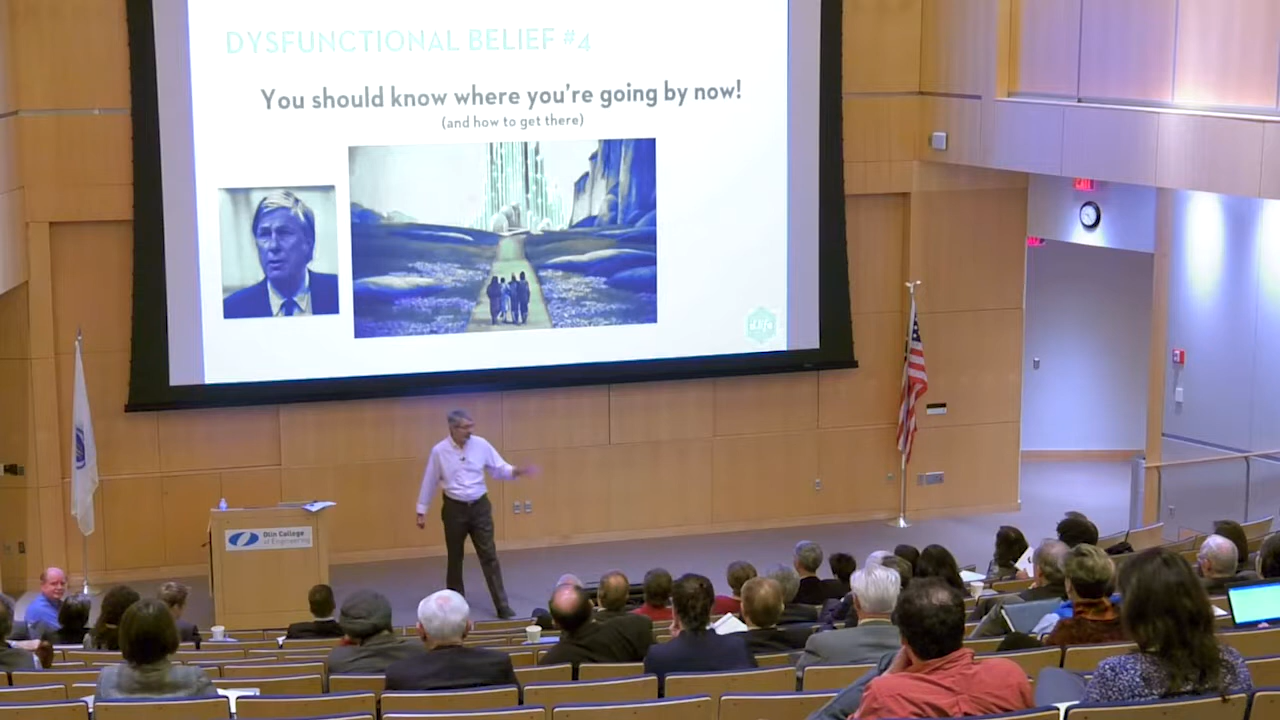 DYSFUNCTIONAL BELIEF #4
You should know where you're going by now!
(and how to get there)
Olin College
of Engineering
EXIT